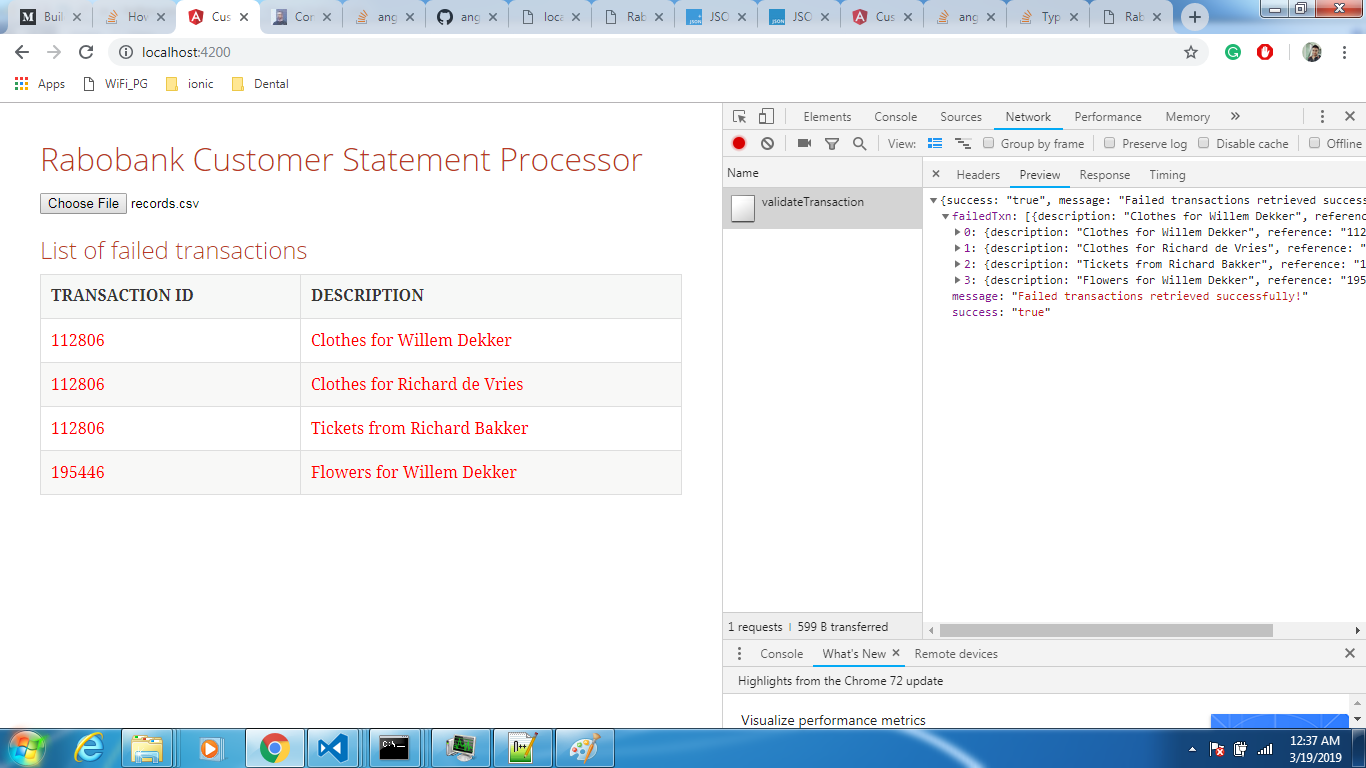 Buil How Cus Cor ang ang loca Rab JSO JSO Cus ang Typ Rab
localhost:4200
Apps WiFi_PG ionic Dental
Rabobank Customer Statement Processor
Choose File records.csv
List of failed transactions
TRANSACTION ID DESCRIPTION
112806 Clothes for Willem Dekker
112806 Clothes for Richard de Vries
112806 Tickets from Richard Bakker
195446 Flowers for Willem Dekker
Elements Console Sources Network Performance Memory »
View: Group by frame Preserve log Disable cache Offline
Name
validateTransaction
1 requests 599 B transferred
× Headers Preview Response Timing
{success: "true", message: "Failed transactions retrieved success
failedTxn: [{description: "Clothes for Willem Dekker", referenc
0: {description: "Clothes for Willem Dekker", reference: "112
1: {description: "Clothes for Richard de Vries", reference: "
2: {description: "Tickets from Richard Bakker", reference: "1
3: {description: "Flowers for Willem Dekker", reference: "195
message: "Failed transactions retrieved successfully!"
success: "true"
Console What's New Remote devices
Highlights from the Chrome 72 update
Visualize performance metrics
12:37 AM
3/19/2019